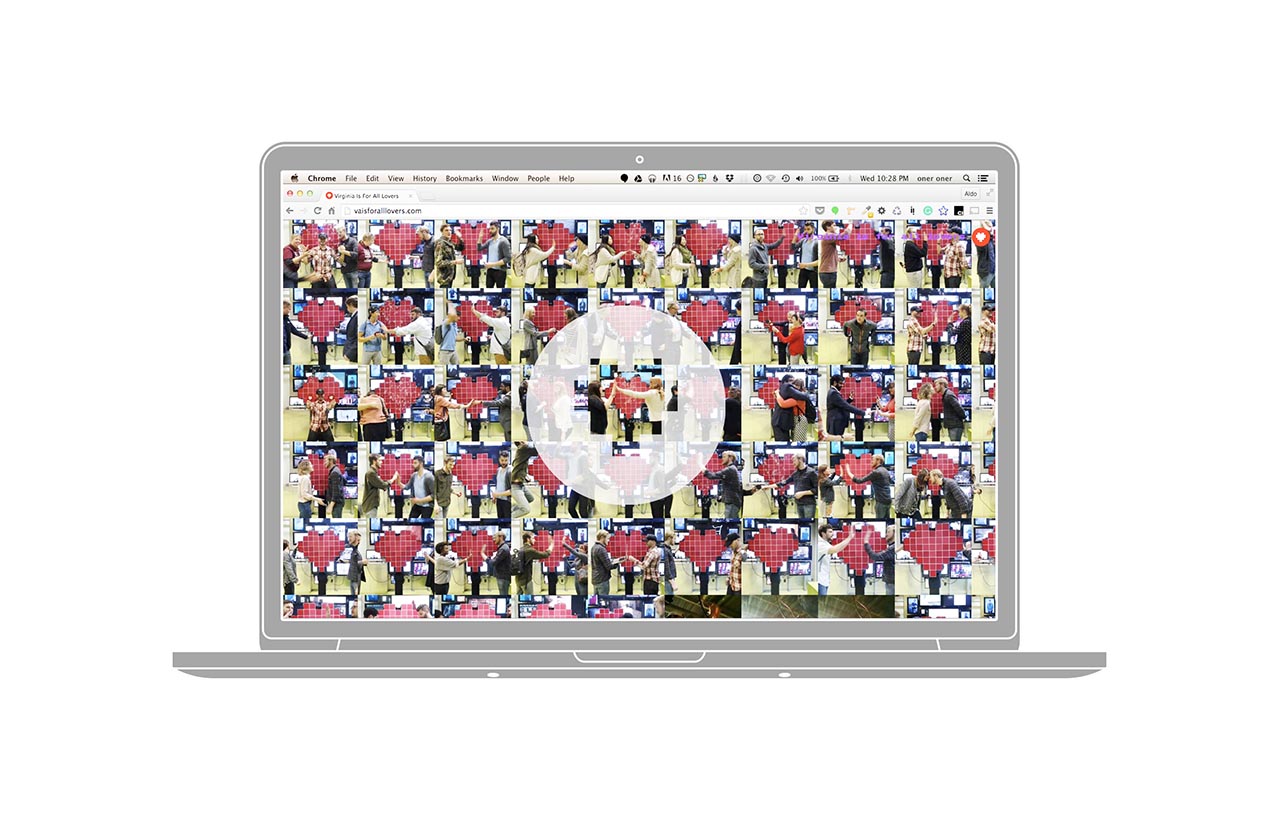 Chrome File Edit View History Bookmarks Window People Help 16 100% Wed 10:28 PM oner oner
Virginia Is For All Lovers Aldo
vaisforalllovers.com